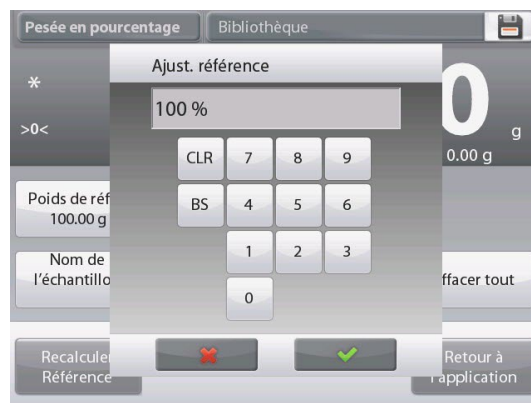 Pesée en pourcentage
Bibliothèque
Ajust. référence
100 %
*
>0<
0
g
0.00 g
CLR 7 8 9
BS 4 5 6
1 2 3
0
Poids de réf
100.00 g
Nom de
l'échantillo
ffacer tout
Recalculer
Référence
Retour à
l'application